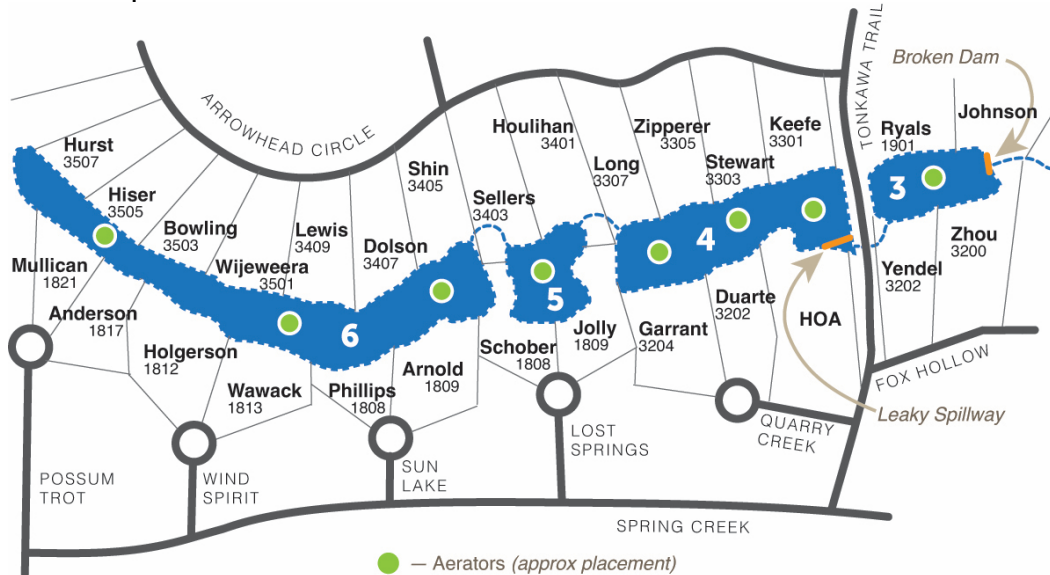 Broken Dam
TONKAWA TRAIL
ARROWHEAD CIRCLE
Hurst
3507
Hiser
3505
Bowling
3503
Wijeweera
3501
Lewis
3409
Dolson
3407
Shin
3405
Sellers
3403
Houlihan
3401
Long
3307
Zipperer
3305
Stewart
3303
Keefe
3301
Ryals
1901
Johnson
3
4
5
6
Mullican
1821
Anderson
1817
Holgerson
1812
Wawack
1813
Phillips
1808
Arnold
1809
Schober
1808
Jolly
1809
Garrant
3204
Duarte
3202
HOA
Yendel
3202
Zhou
3200
FOX HOLLOW
Leaky Spillway
QUARRY
CREEK
LOST
SPRINGS
SUN
LAKE
WIND
SPIRIT
POSSUM
TROT
SPRING CREEK
— Aerators (approx placement)